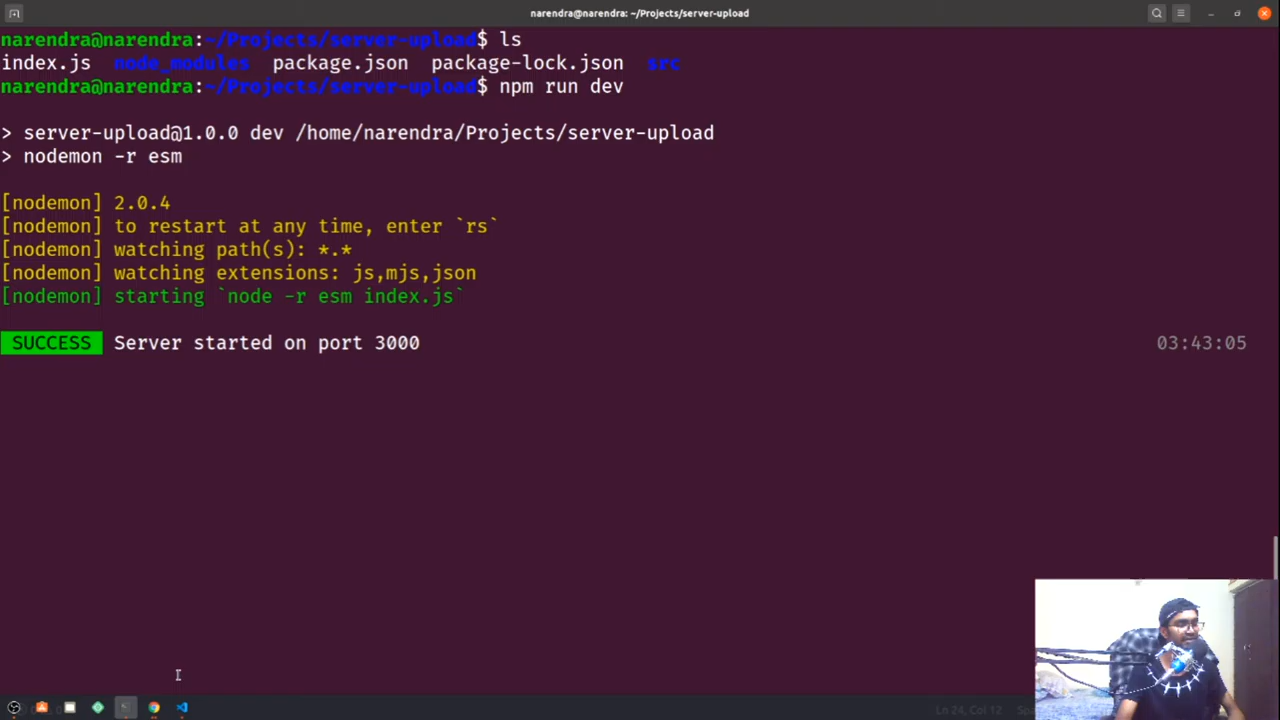 narendra@narendra: ~/Projects/server-upload
narendra@narendra:~/Projects/server-upload$ ls
index.js node_modules package.json package-lock.json src
narendra@narendra:~/Projects/server-upload$ npm run dev
> server-upload@1.0.0 dev /home/narendra/Projects/server-upload
> nodemon -r esm
[nodemon] 2.0.4
[nodemon] to restart at any time, enter `rs`
[nodemon] watching path(s): *.*
[nodemon] watching extensions: js,mjs,json
[nodemon] starting `node -r esm index.js`
SUCCESS Server started on port 3000 03:43:05
Ln 24, Col 12